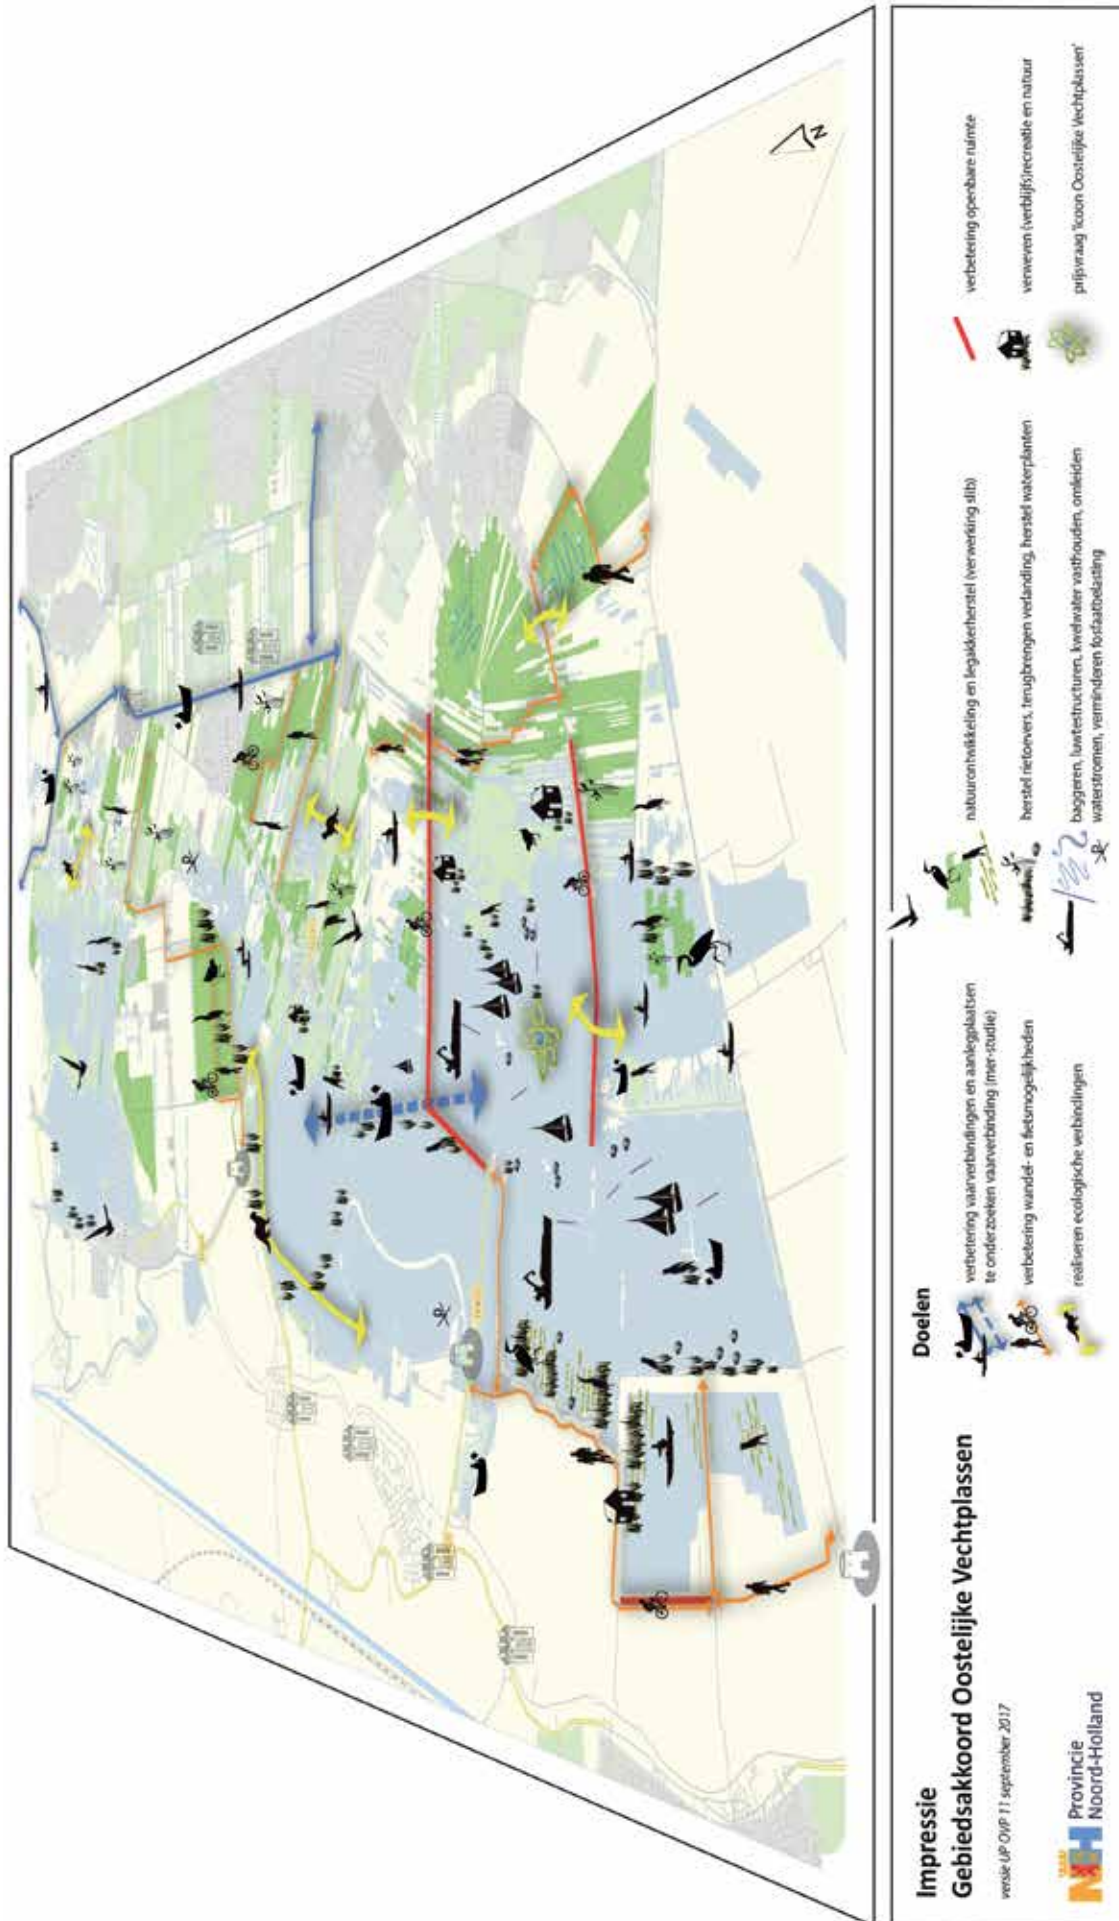 Impressie
Gebiedsakkoord Oostelijke Vechtplassen
versie UP OVP 11 september 2017
Provincie
Noord-Holland
Doelen
verbetering vaarverbindingen en aanlegplaatsen
te onderzoeken vaarverbinding (mer-studie)
verbetering wandel- en fietsmogelijkheden
realiseren ecologische verbindingen
natuurontwikkeling en legakkerherstel (verwerking slib)
herstel rietoevers, terugbrengen verlanding, herstel waterplanten
baggeren, luwtestructuren, kwelwater vasthouden, omleiden
waterstromen, verminderen fosfaatbelasting
verbetering openbare ruimte
verweven (verblijfs)recreatie en natuur
prijsvraag 'Icoon Oostelijke Vechtplassen'
N